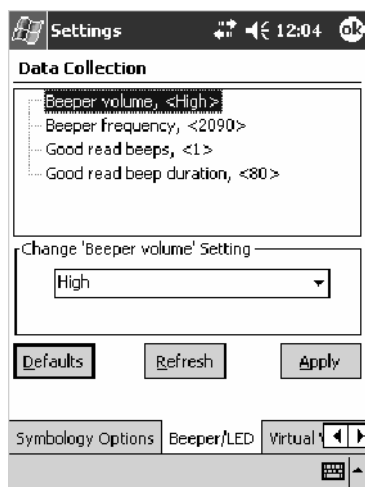 Settings 12:04 ok
Data Collection
Beeper volume, <High>
Beeper frequency, <2090>
Good read beeps, <1>
Good read beep duration, <80>
Change 'Beeper volume' Setting
High
Defaults Refresh Apply
Symbology Options Beeper/LED Virtual